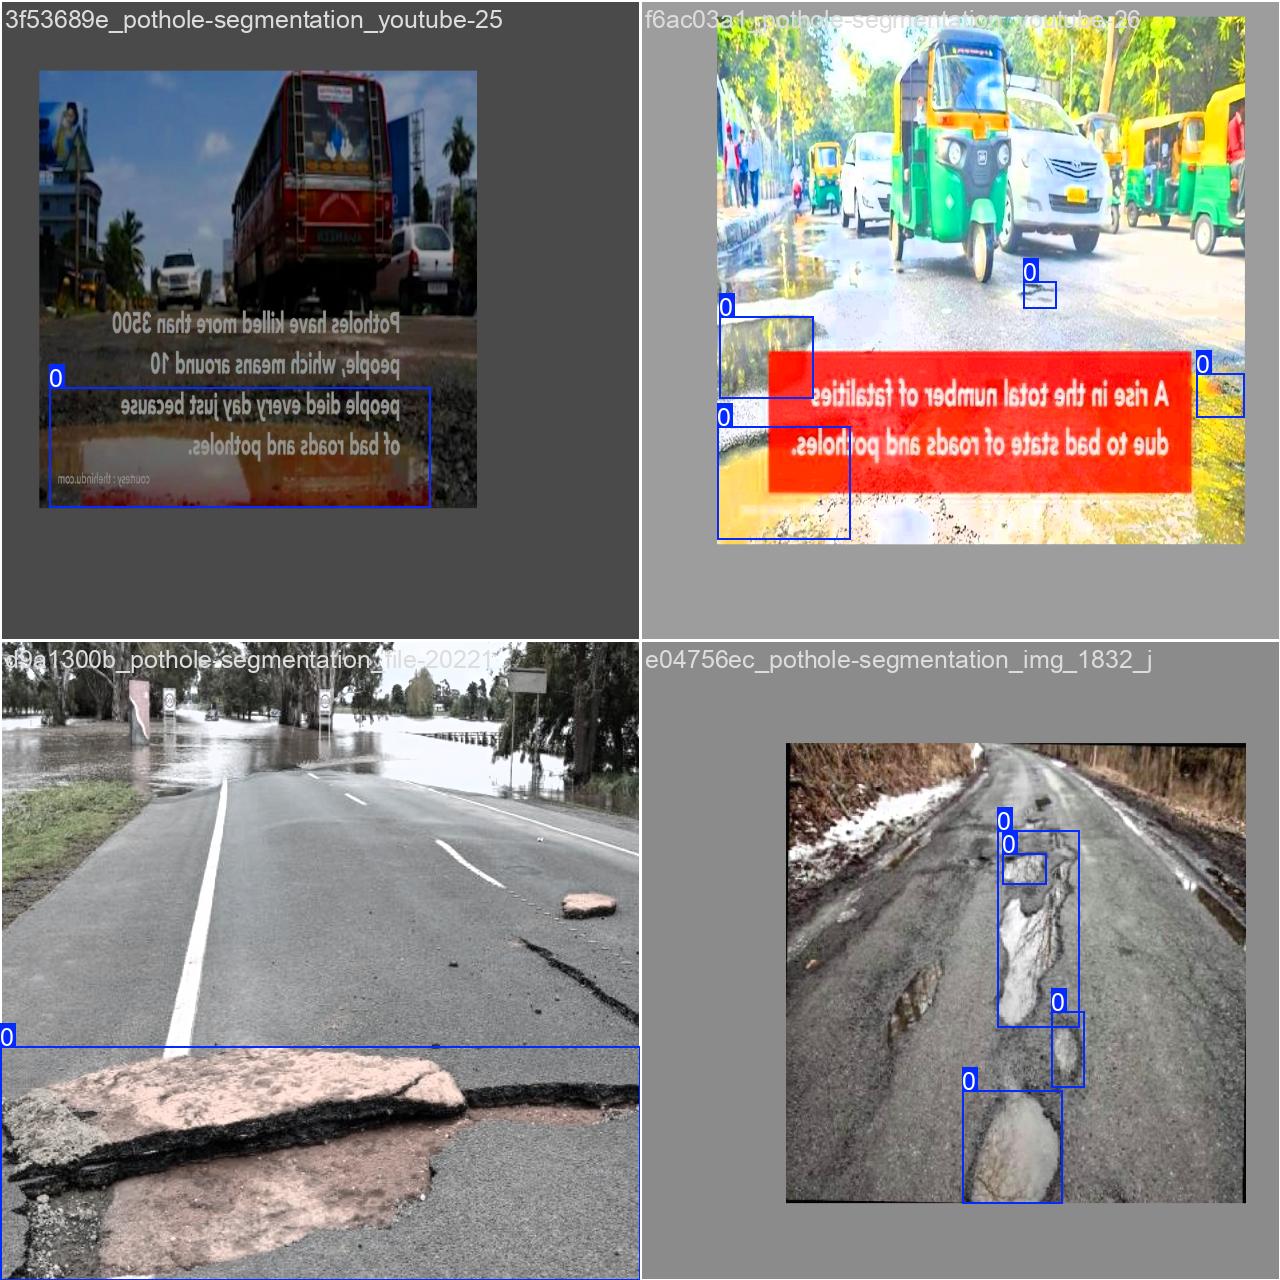 3f53689e_pothole-segmentation_youtube-25
f6ac03a1_pothole-segmentation_youtube-26
Potholes have killed more than 3500
people, which means around 10
people died every day just because
of bad roads and potholes.
courtesy : thehindu.com
0
0
0
0
0
A rise in the total number of fatalities
due to bad state of roads and potholes.
d9a1300b_pothole-segmentation_file-20221
e04756ec_pothole-segmentation_img_1832_j
0
0
0
0
0